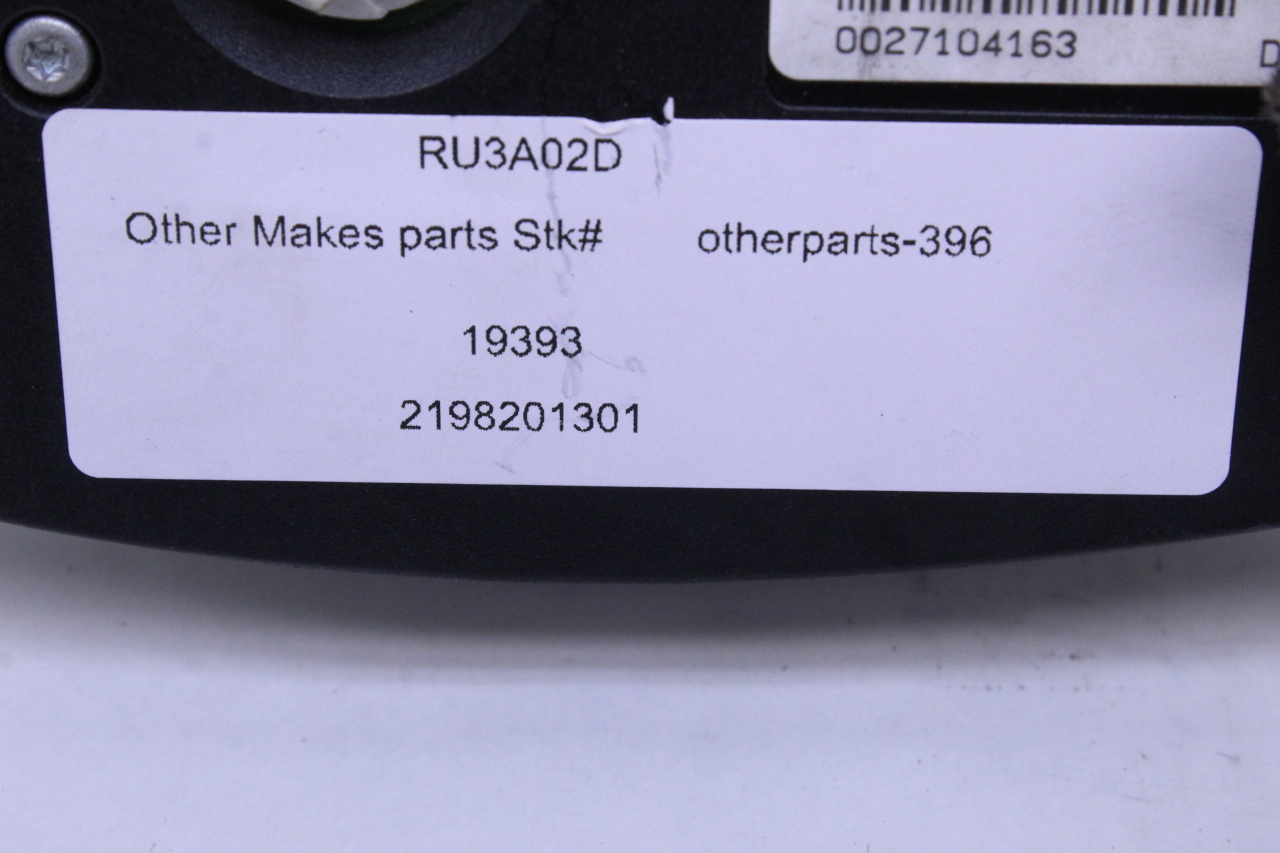 0027104163
D
RU3A02D
Other Makes parts Stk# otherparts-396
19393
2198201301